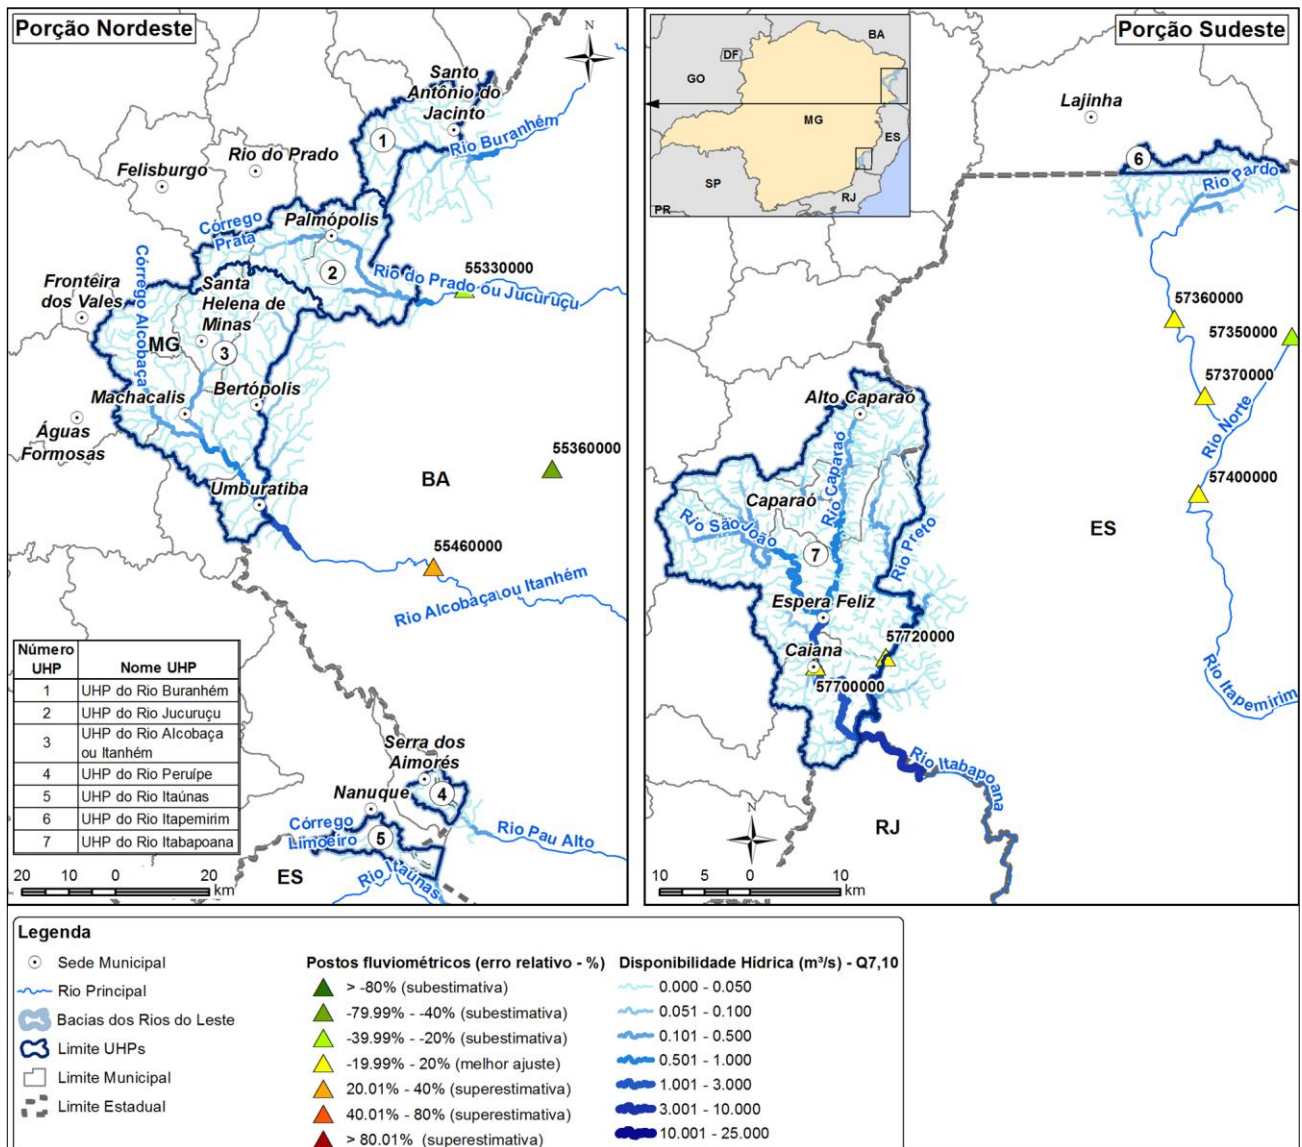 Porção Nordeste
N
Santo
Antônio do
Jacinto
1
Rio Buranhém
Rio do Prado
Felisburgo
Córrego
Prata
Palmópolis
2
Rio do Prado ou Jucuruçu
55330000
Fronteira
dos Vales
Córrego Alcobaça
Santa
Helena de
Minas
MG
3
Machacalis
Bertópolis
Águas
Formosas
55360000
BA
Umburatiba
55460000
Rio Alcobaça ou Itanhém
Número
UHP
Nome UHP
1 UHP do Rio Buranhém
2 UHP do Rio Jucuruçu
3 UHP do Rio Alcobaça
ou Itanhém
4 UHP do Rio Peruípe
5 UHP do Rio Itaúnas
6 UHP do Rio Itapemirim
7 UHP do Rio Itabapoana
Serra dos
Aimorés
4
Nanuque
Córrego
Limoeiro
5
Rio Pau Alto
Rio Itaúnas
ES
20 10 0 20
km
Porção Sudeste
BA
DF
GO
MG
ES
SP
RJ
PR
Lajinha
6
Rio Pardo
57360000
57350000
57370000
Rio Norte
57400000
Alto Caparaó
Rio Caparaó
Caparaó
Rio São João
7
Rio Preto
ES
Espera Feliz
57720000
Caiana
57700000
Rio Itapemirim
Rio Itabapoana
N
RJ
10 5 0 10
km
Legenda
Sede Municipal
Rio Principal
Bacias dos Rios do Leste
Limite UHPs
Limite Municipal
Limite Estadual
Postos fluviométricos (erro relativo - %)
> -80% (subestimativa)
-79.99% - -40% (subestimativa)
-39.99% - -20% (subestimativa)
-19.99% - 20% (melhor ajuste)
20.01% - 40% (superestimativa)
40.01% - 80% (superestimativa)
> 80.01% (superestimativa)
Disponibilidade Hídrica (m³/s) - Q7,10
0.000 - 0.050
0.051 - 0.100
0.101 - 0.500
0.501 - 1.000
1.001 - 3.000
3.001 - 10.000
10.001 - 25.000